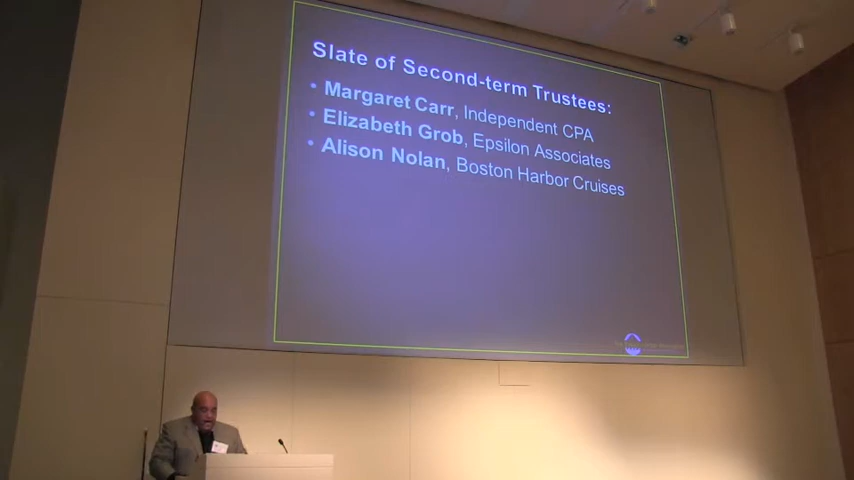 Slate of Second-term Trustees:
• Margaret Carr, Independent CPA
• Elizabeth Grob, Epsilon Associates
• Alison Nolan, Boston Harbor Cruises